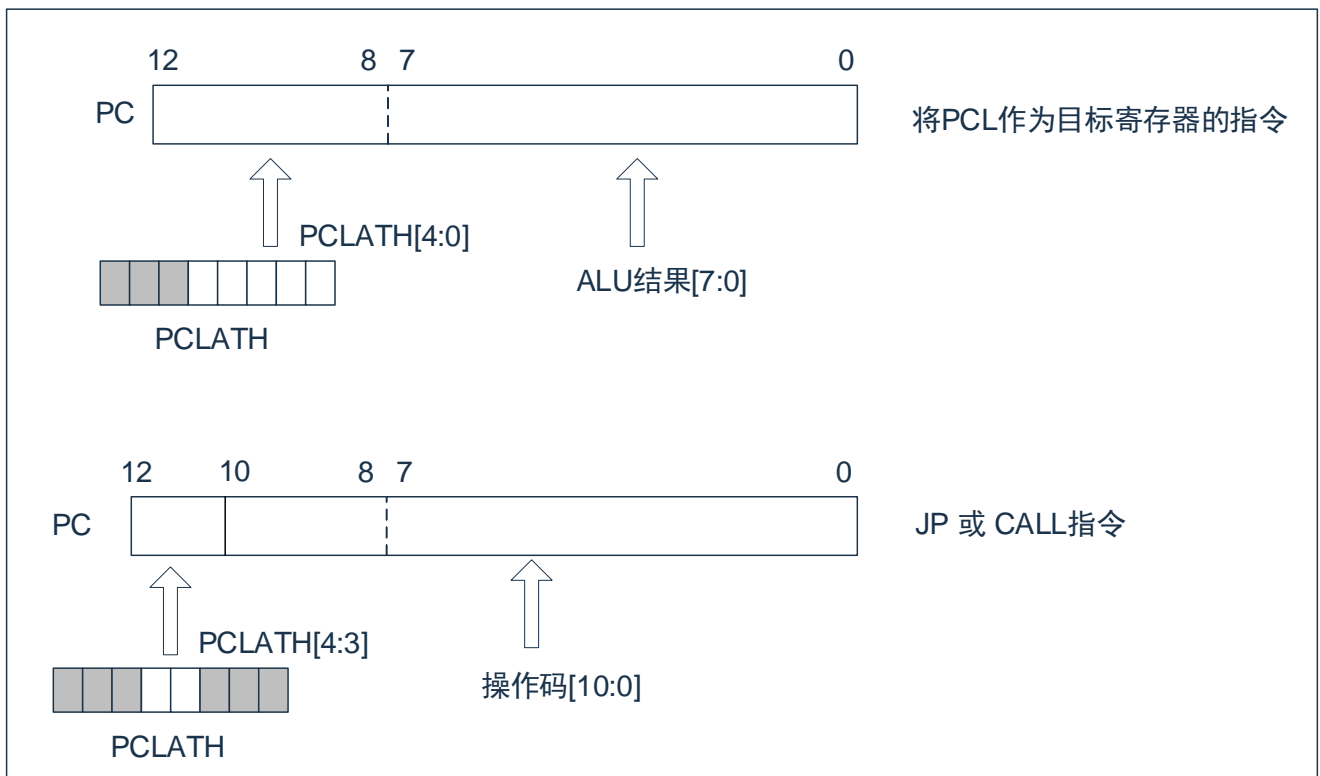 12 8 7 0
PC
将PCL作为目标寄存器的指令
PCLATH[4:0]
ALU结果[7:0]
PCLATH
12 10 8 7 0
PC
JP 或 CALL指令
PCLATH[4:3]
操作码[10:0]
PCLATH